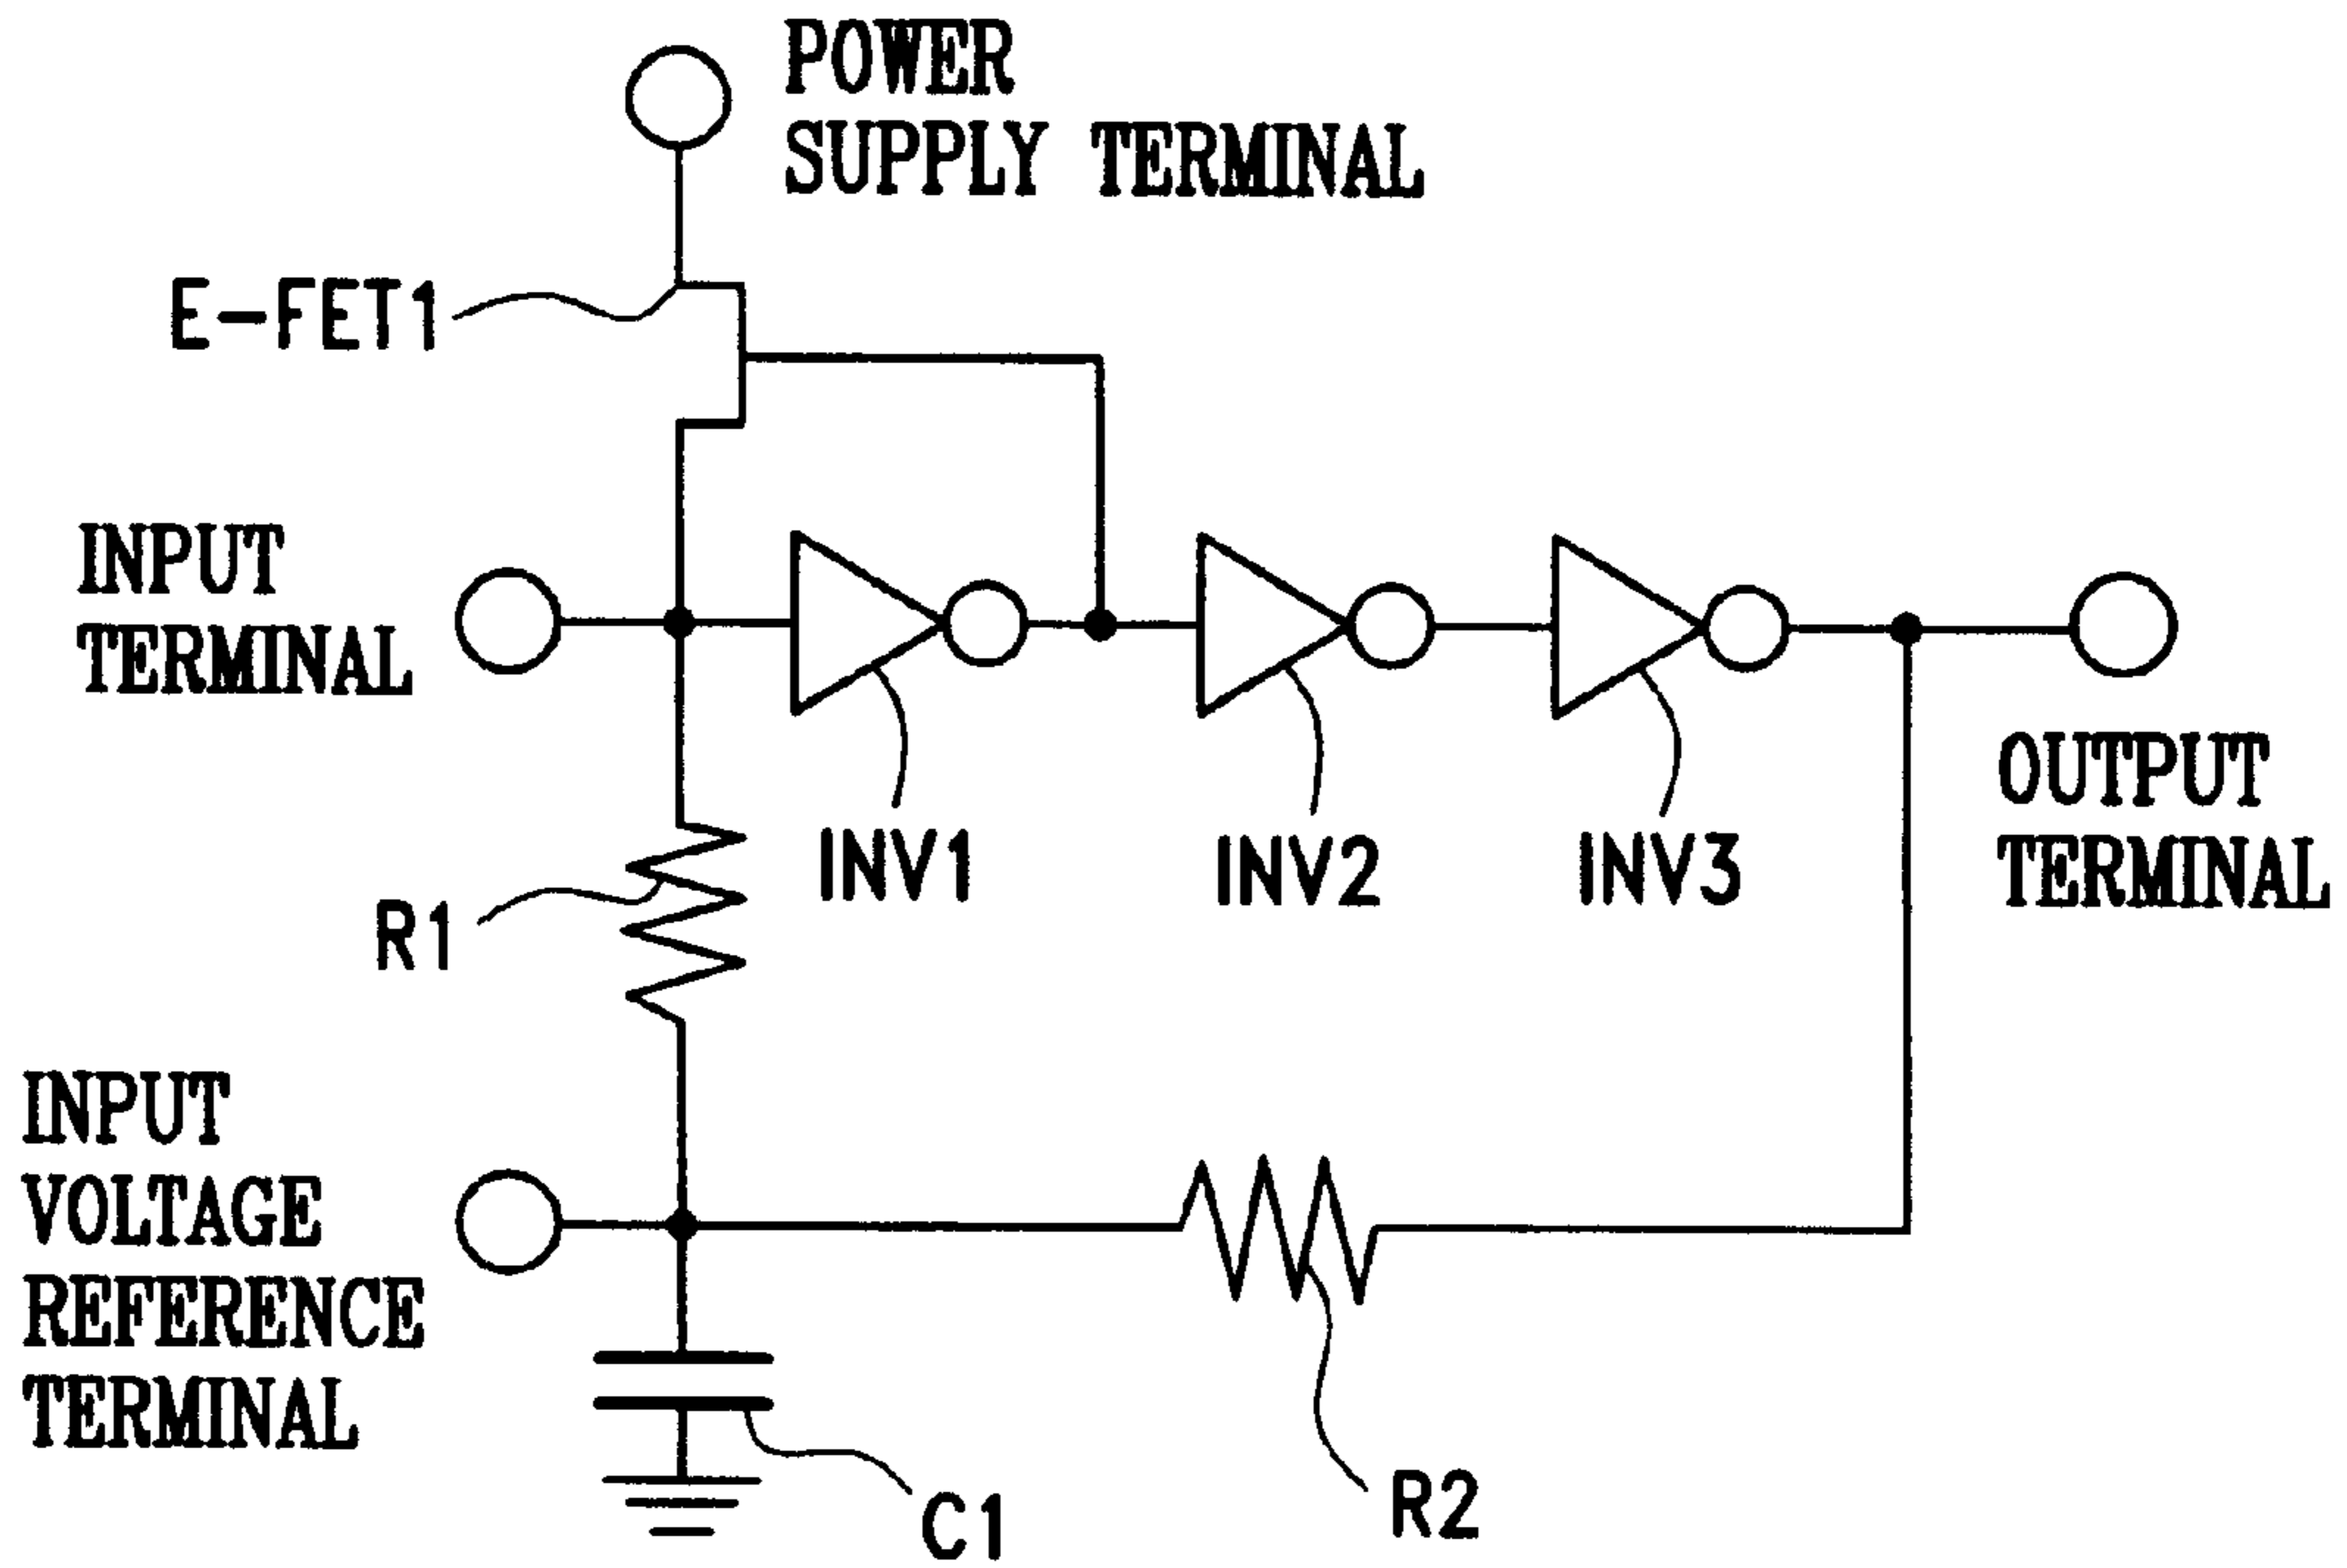 POWER
SUPPLY TERMINAL
E-FET1
INPUT
TERMINAL
INV1
INV2
INV3
OUTPUT
TERMINAL
R1
INPUT
VOLTAGE
REFERENCE
TERMINAL
C1
R2